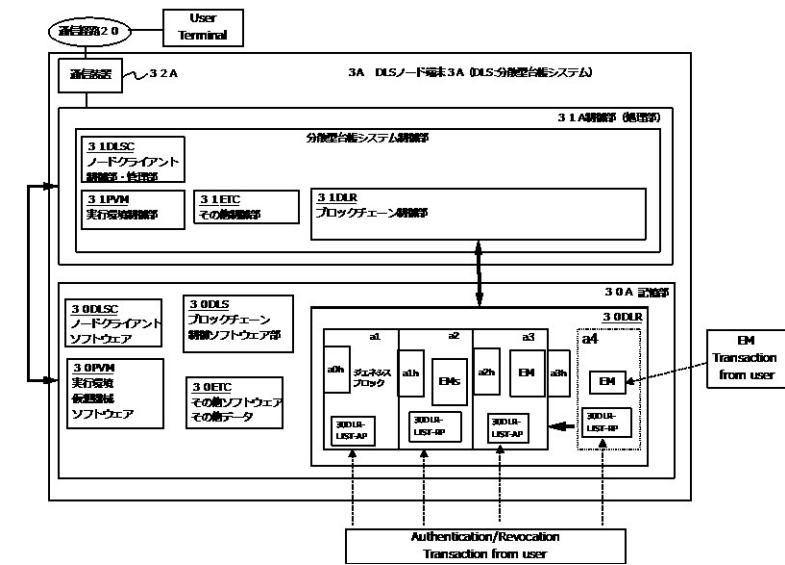 通信経路20
User
Terminal
通信装置
32A
3A DLSノード端末3A (DLS:分散型台帳システム)
31A制御部 (処理部)
分散型台帳システム制御部
31DLSC
ノードクライアント
制御部・管理部
31PVM
実行環境制御部
31ETC
その他制御部
31DLR
ブロックチェーン制御部
30A 記憶部
30DLSC
ノードクライアント
ソフトウェア
30DLS
ブロックチェーン
制御ソフトウェア部
30PVM
実行環境
仮想機械
ソフトウェア
30ETC
その他ソフトウェア
その他データ
30DLR
a1
a2
a3
a4
a0h
ジェネシス
ブロック
a1h
EMs
a2h
EM
a3h
EM
30DLR-
LIST-AP
30DLR-
LIST-RP
30DLR-
LIST-AP
30DLR-
LIST-RP
EM
Transaction
from user
Authentication/Revocation
Transaction from user